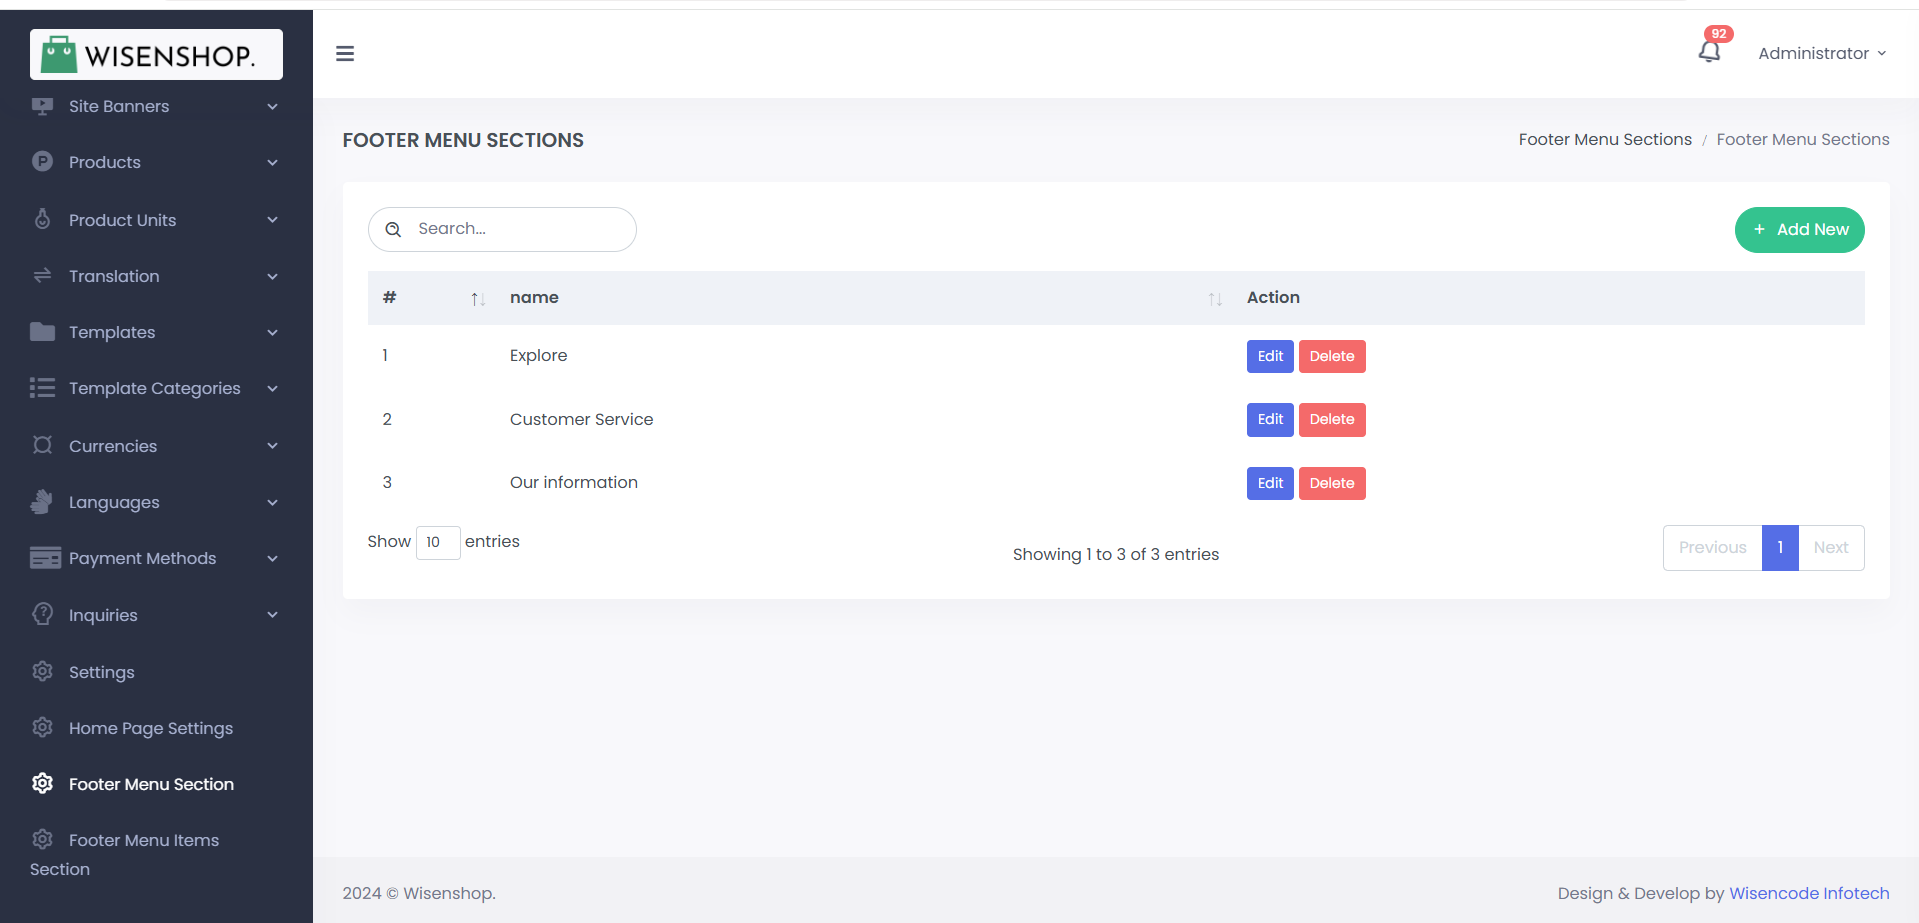 WISENSHOP.
Site Banners
Products
Product Units
Translation
Templates
Template Categories
Currencies
Languages
Payment Methods
Inquiries
Settings
Home Page Settings
Footer Menu Section
Footer Menu Items
Section
92
Administrator
FOOTER MENU SECTIONS
Footer Menu Sections / Footer Menu Sections
Search...
+ Add New
# name Action
1 Explore Edit Delete
2 Customer Service Edit Delete
3 Our information Edit Delete
Show 10 entries
Showing 1 to 3 of 3 entries
Previous 1 Next
2024 © Wisenshop.
Design & Develop by Wisencode Infotech